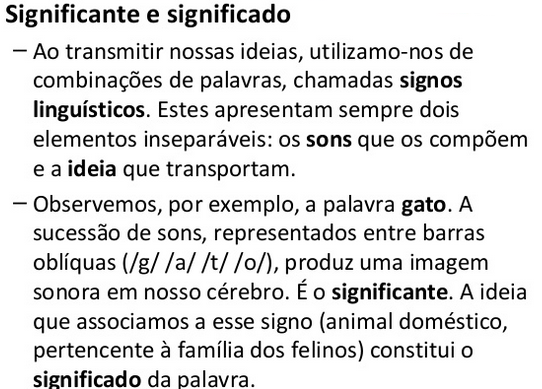 Significante e significado
– Ao transmitir nossas ideias, utilizamo-nos de
combinações de palavras, chamadas signos
linguísticos. Estes apresentam sempre dois
elementos inseparáveis: os sons que os compõem
e a ideia que transportam.
– Observemos, por exemplo, a palavra gato. A
sucessão de sons, representados entre barras
oblíquas (/g/ /a/ /t/ /o/), produz uma imagem
sonora em nosso cérebro. É o significante. A ideia
que associamos a esse signo (animal doméstico,
pertencente à família dos felinos) constitui o
significado da palavra.